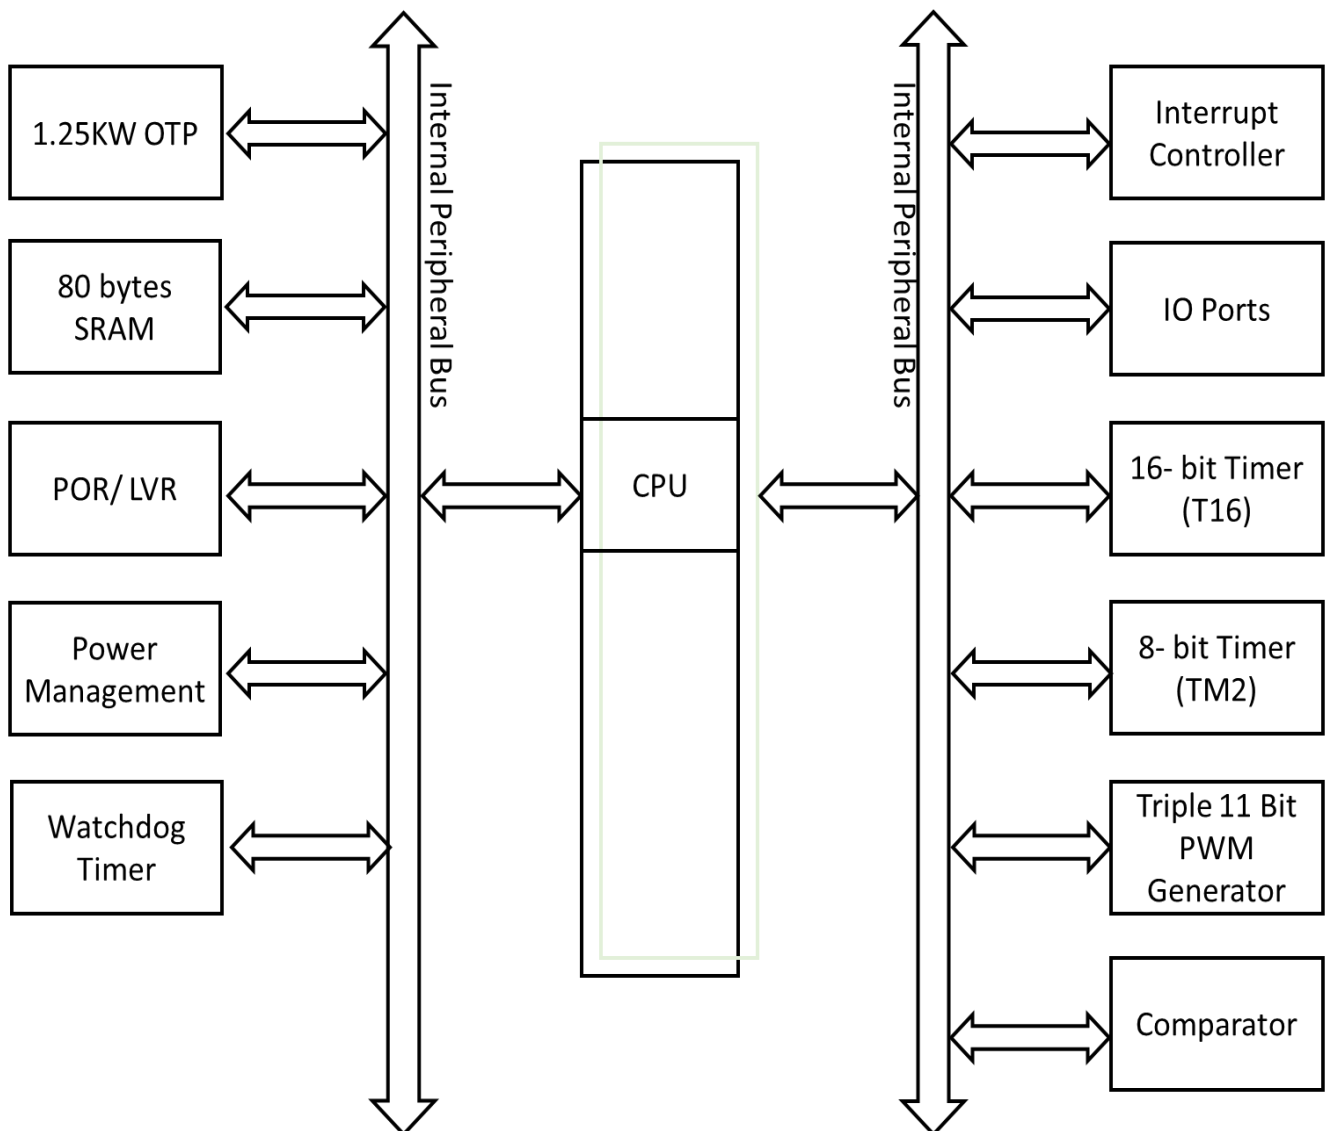 1.25KW OTP
80 bytes
SRAM
POR/ LVR
Power
Management
Watchdog
Timer
Internal Peripheral Bus
CPU
Internal Peripheral Bus
Interrupt
Controller
IO Ports
16- bit Timer
(T16)
8- bit Timer
(TM2)
Triple 11 Bit
PWM
Generator
Comparator